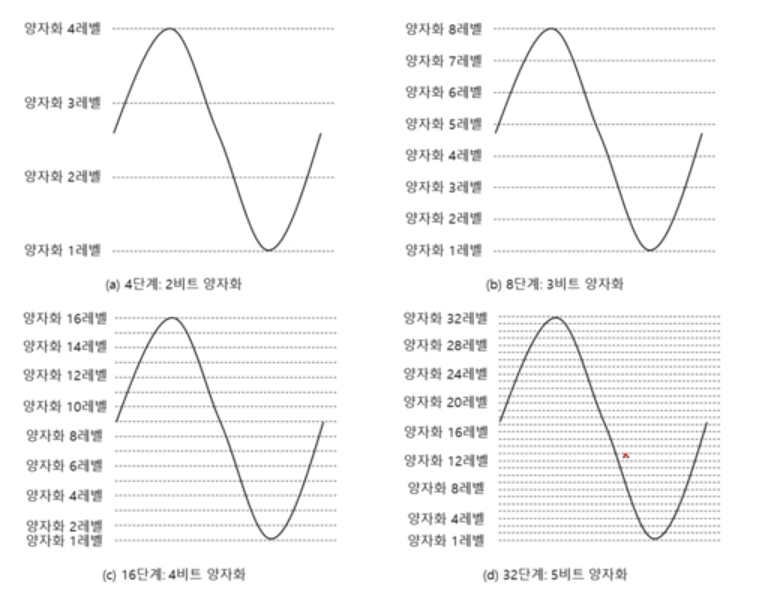 양자화 4레벨
양자화 3레벨
양자화 2레벨
양자화 1레벨
(a) 4단계: 2비트 양자화
양자화 8레벨
양자화 7레벨
양자화 6레벨
양자화 5레벨
양자화 4레벨
양자화 3레벨
양자화 2레벨
양자화 1레벨
(b) 8단계: 3비트 양자화
양자화 16레벨
양자화 14레벨
양자화 12레벨
양자화 10레벨
양자화 8레벨
양자화 6레벨
양자화 4레벨
양자화 2레벨
양자화 1레벨
(c) 16단계: 4비트 양자화
양자화 32레벨
양자화 28레벨
양자화 24레벨
양자화 20레벨
양자화 16레벨
양자화 12레벨
양자화 8레벨
양자화 4레벨
양자화 1레벨
(d) 32단계: 5비트 양자화